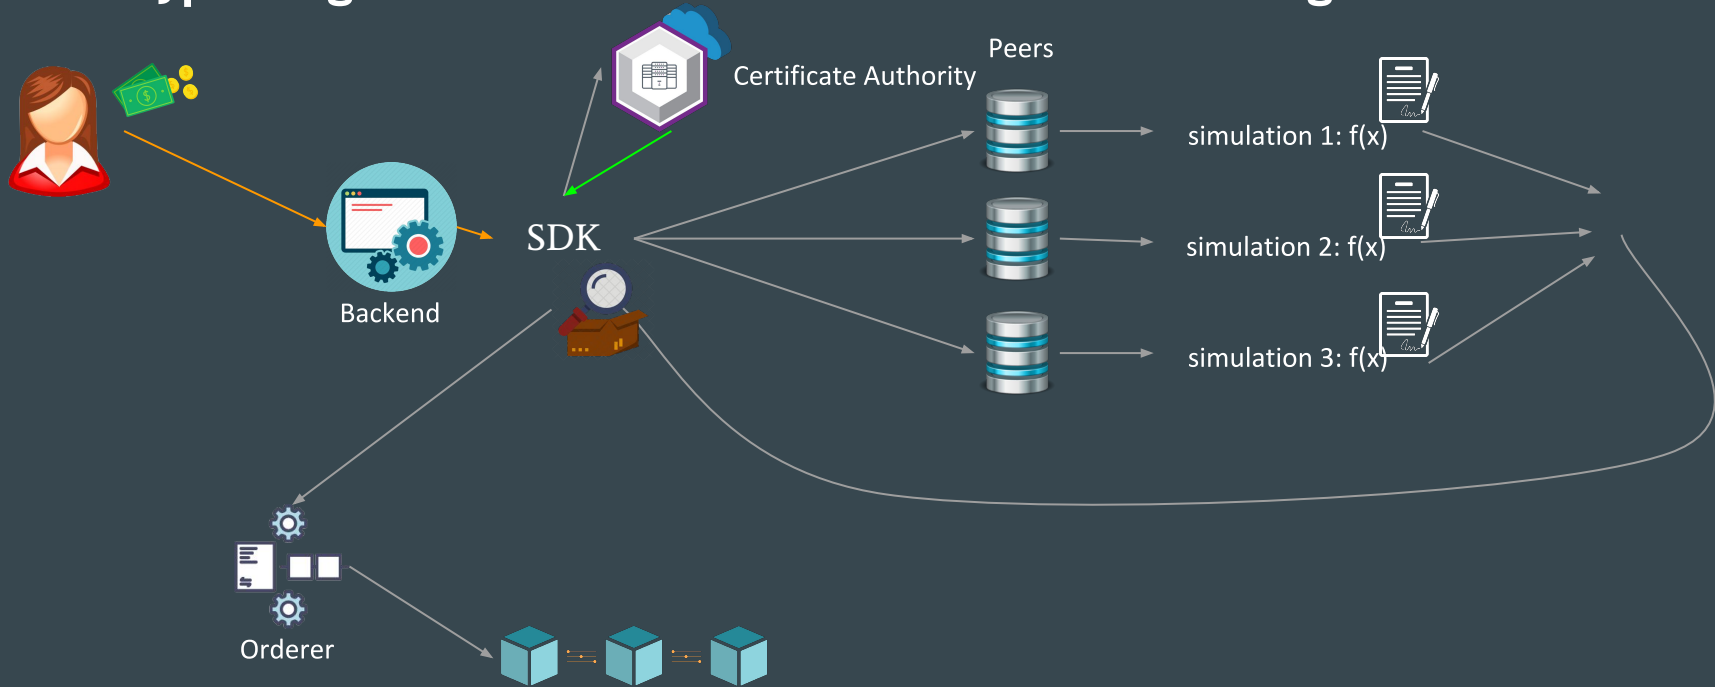 Peers
Certificate Authority
simulation 1: f(x)
SDK
simulation 2: f(x)
Backend
simulation 3: f(x)
Orderer